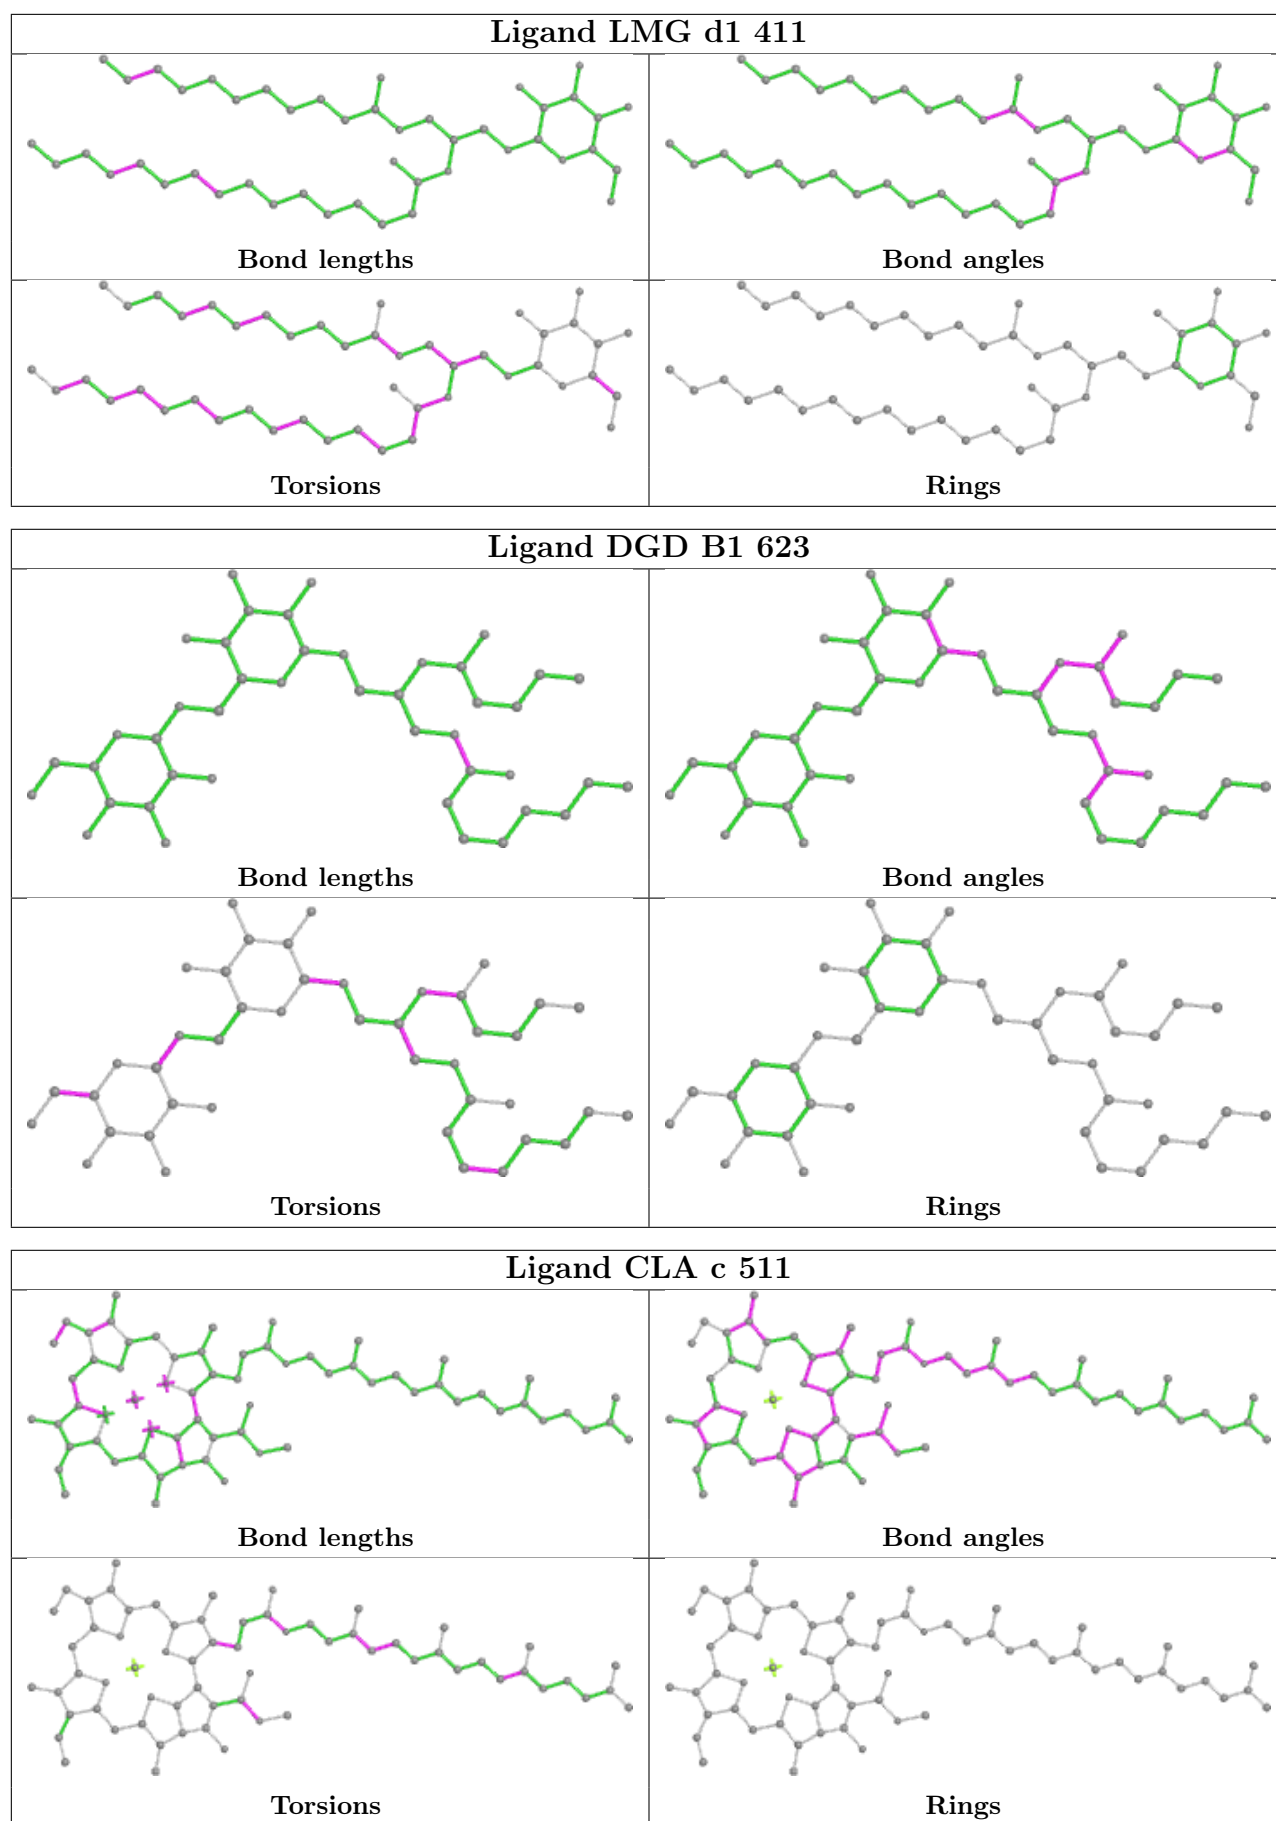 Ligand LMG d1 411
Bond lengths
Bond angles
Torsions
Rings
Ligand DGD B1 623
Bond lengths
Bond angles
Torsions
Rings
Ligand CLA c 511
Bond lengths
Bond angles
Torsions
Rings